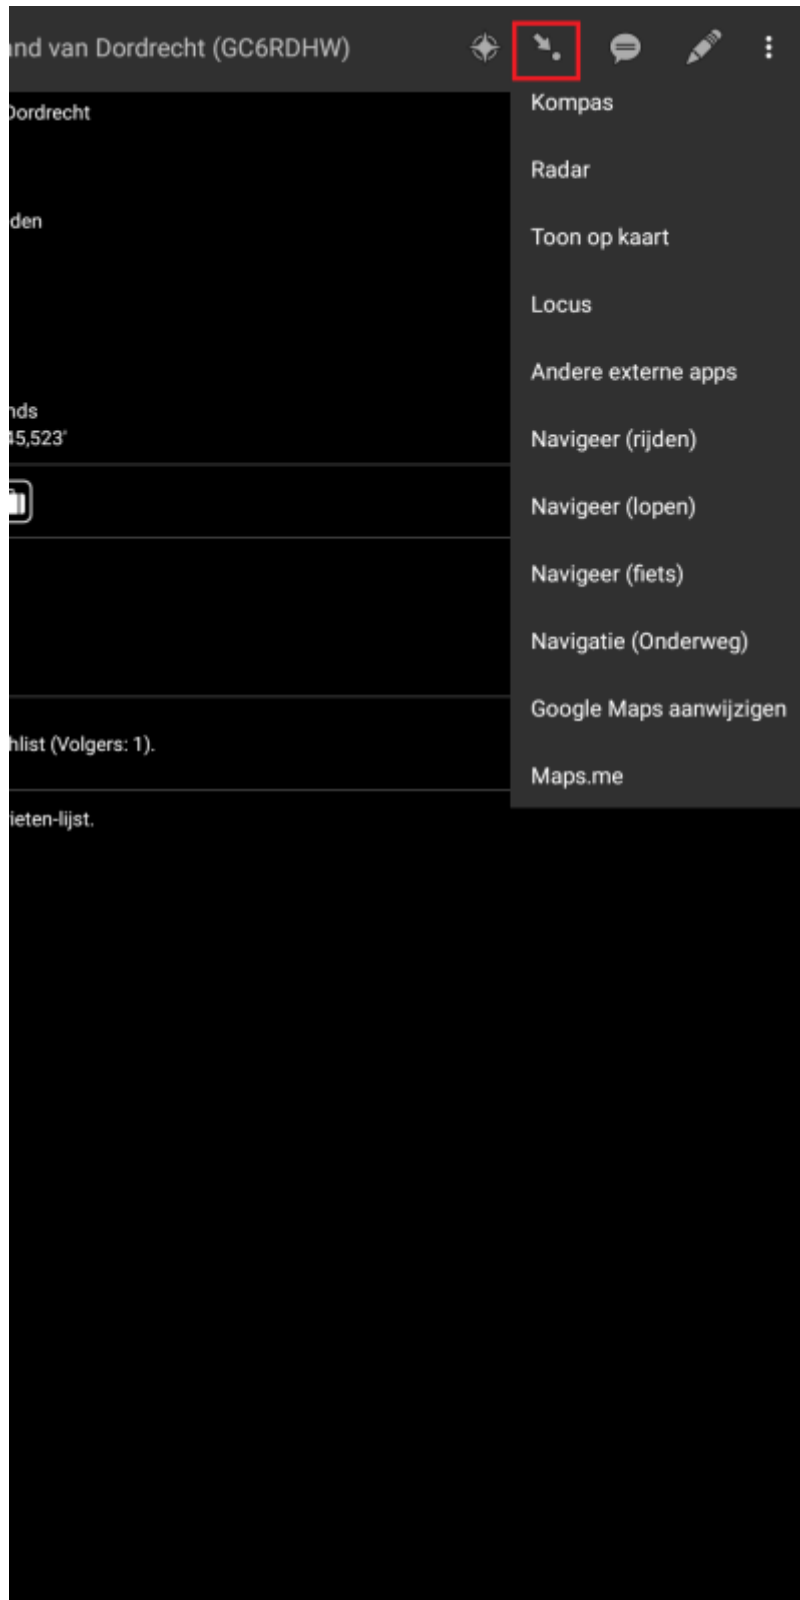 and van Dordrecht (GC6RDHW)
Dordrecht
den
nds
45,523'
hlist (Volgers: 1).
ieten-lijst.
Kompas
Radar
Toon op kaart
Locus
Andere externe apps
Navigeer (rijden)
Navigeer (lopen)
Navigeer (fiets)
Navigatie (Onderweg)
Google Maps aanwijzigen
Maps.me